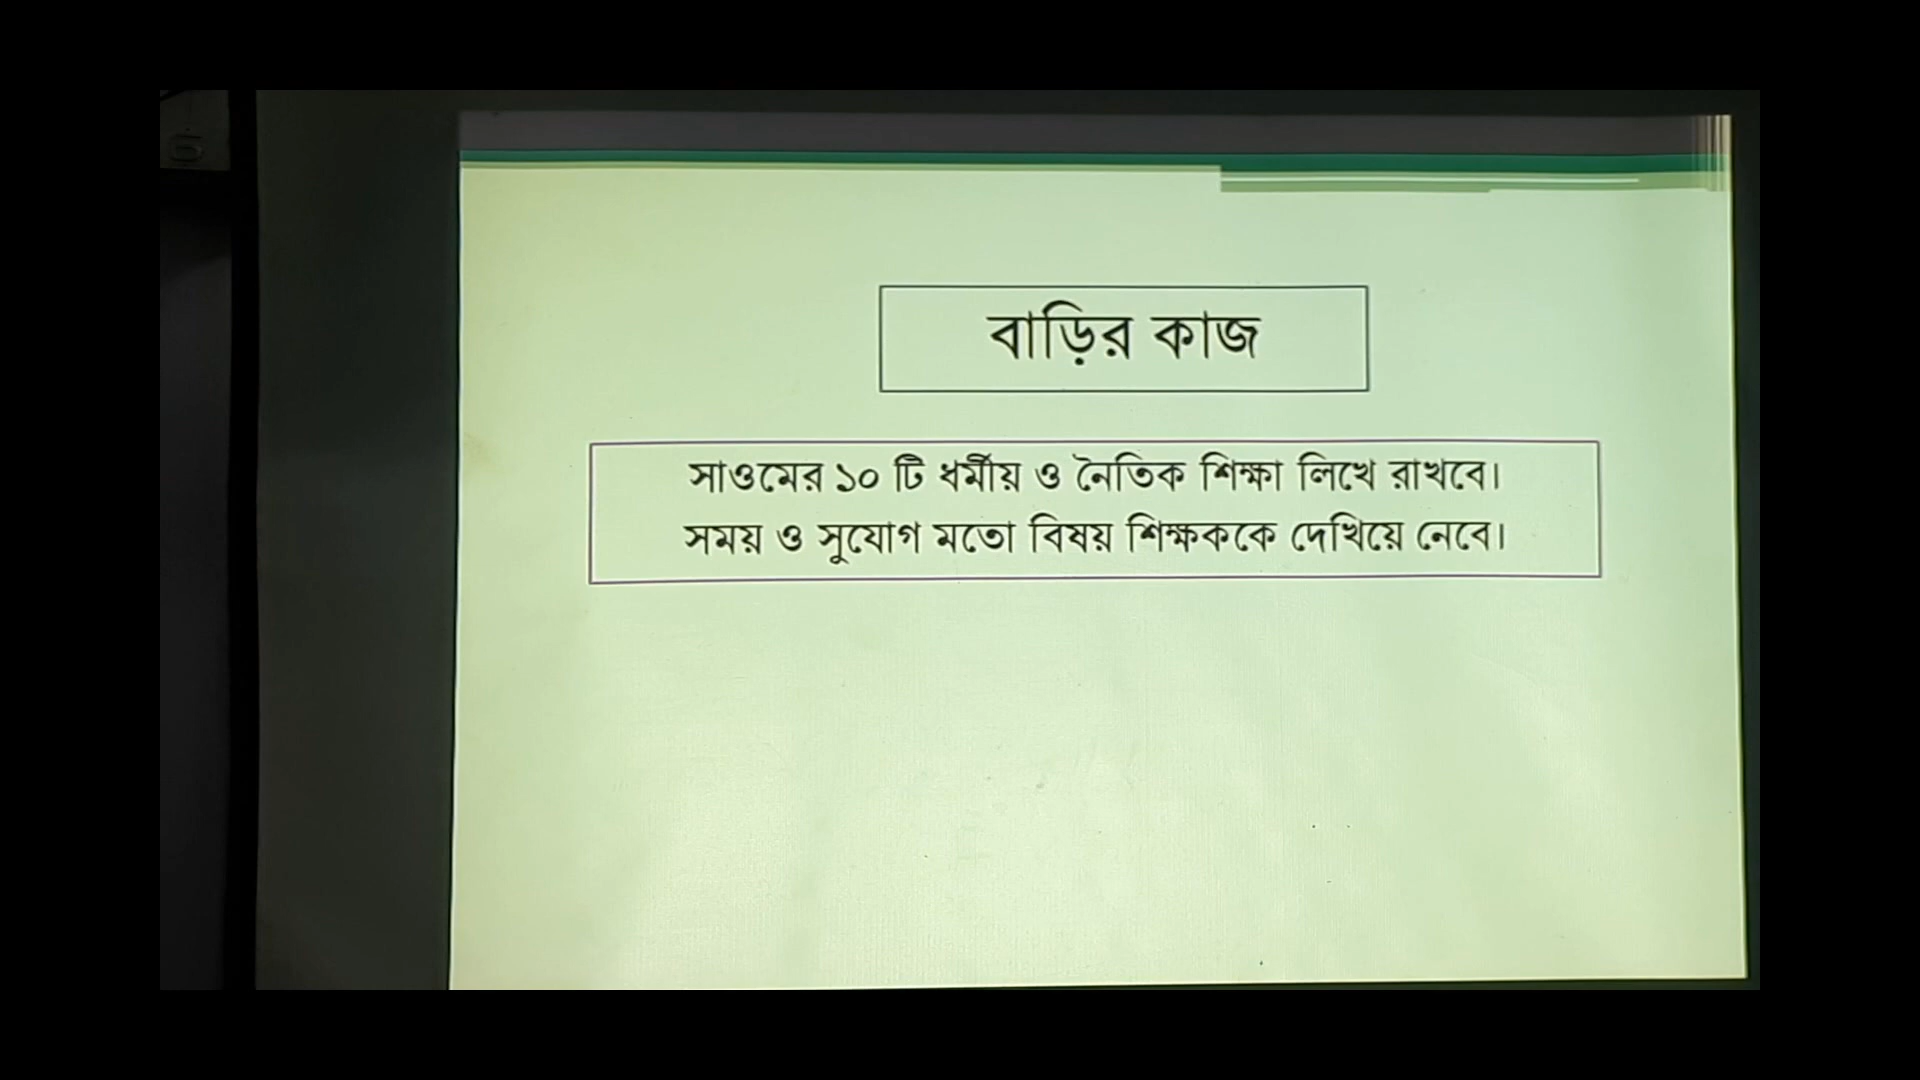 বাড়ির কাজ
সাওমের ১০ টি ধর্মীয় ও নৈতিক শিক্ষা লিখে রাখবে।
সময় ও সুযোগ মতো বিষয় শিক্ষককে দেখিয়ে নেবে।